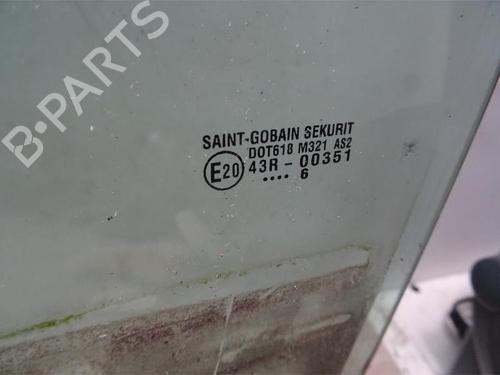 B-PARTS
SAINT-GOBAIN SEKURIT
DOT618 M321 AS2
E20 43R-00351
.... 6